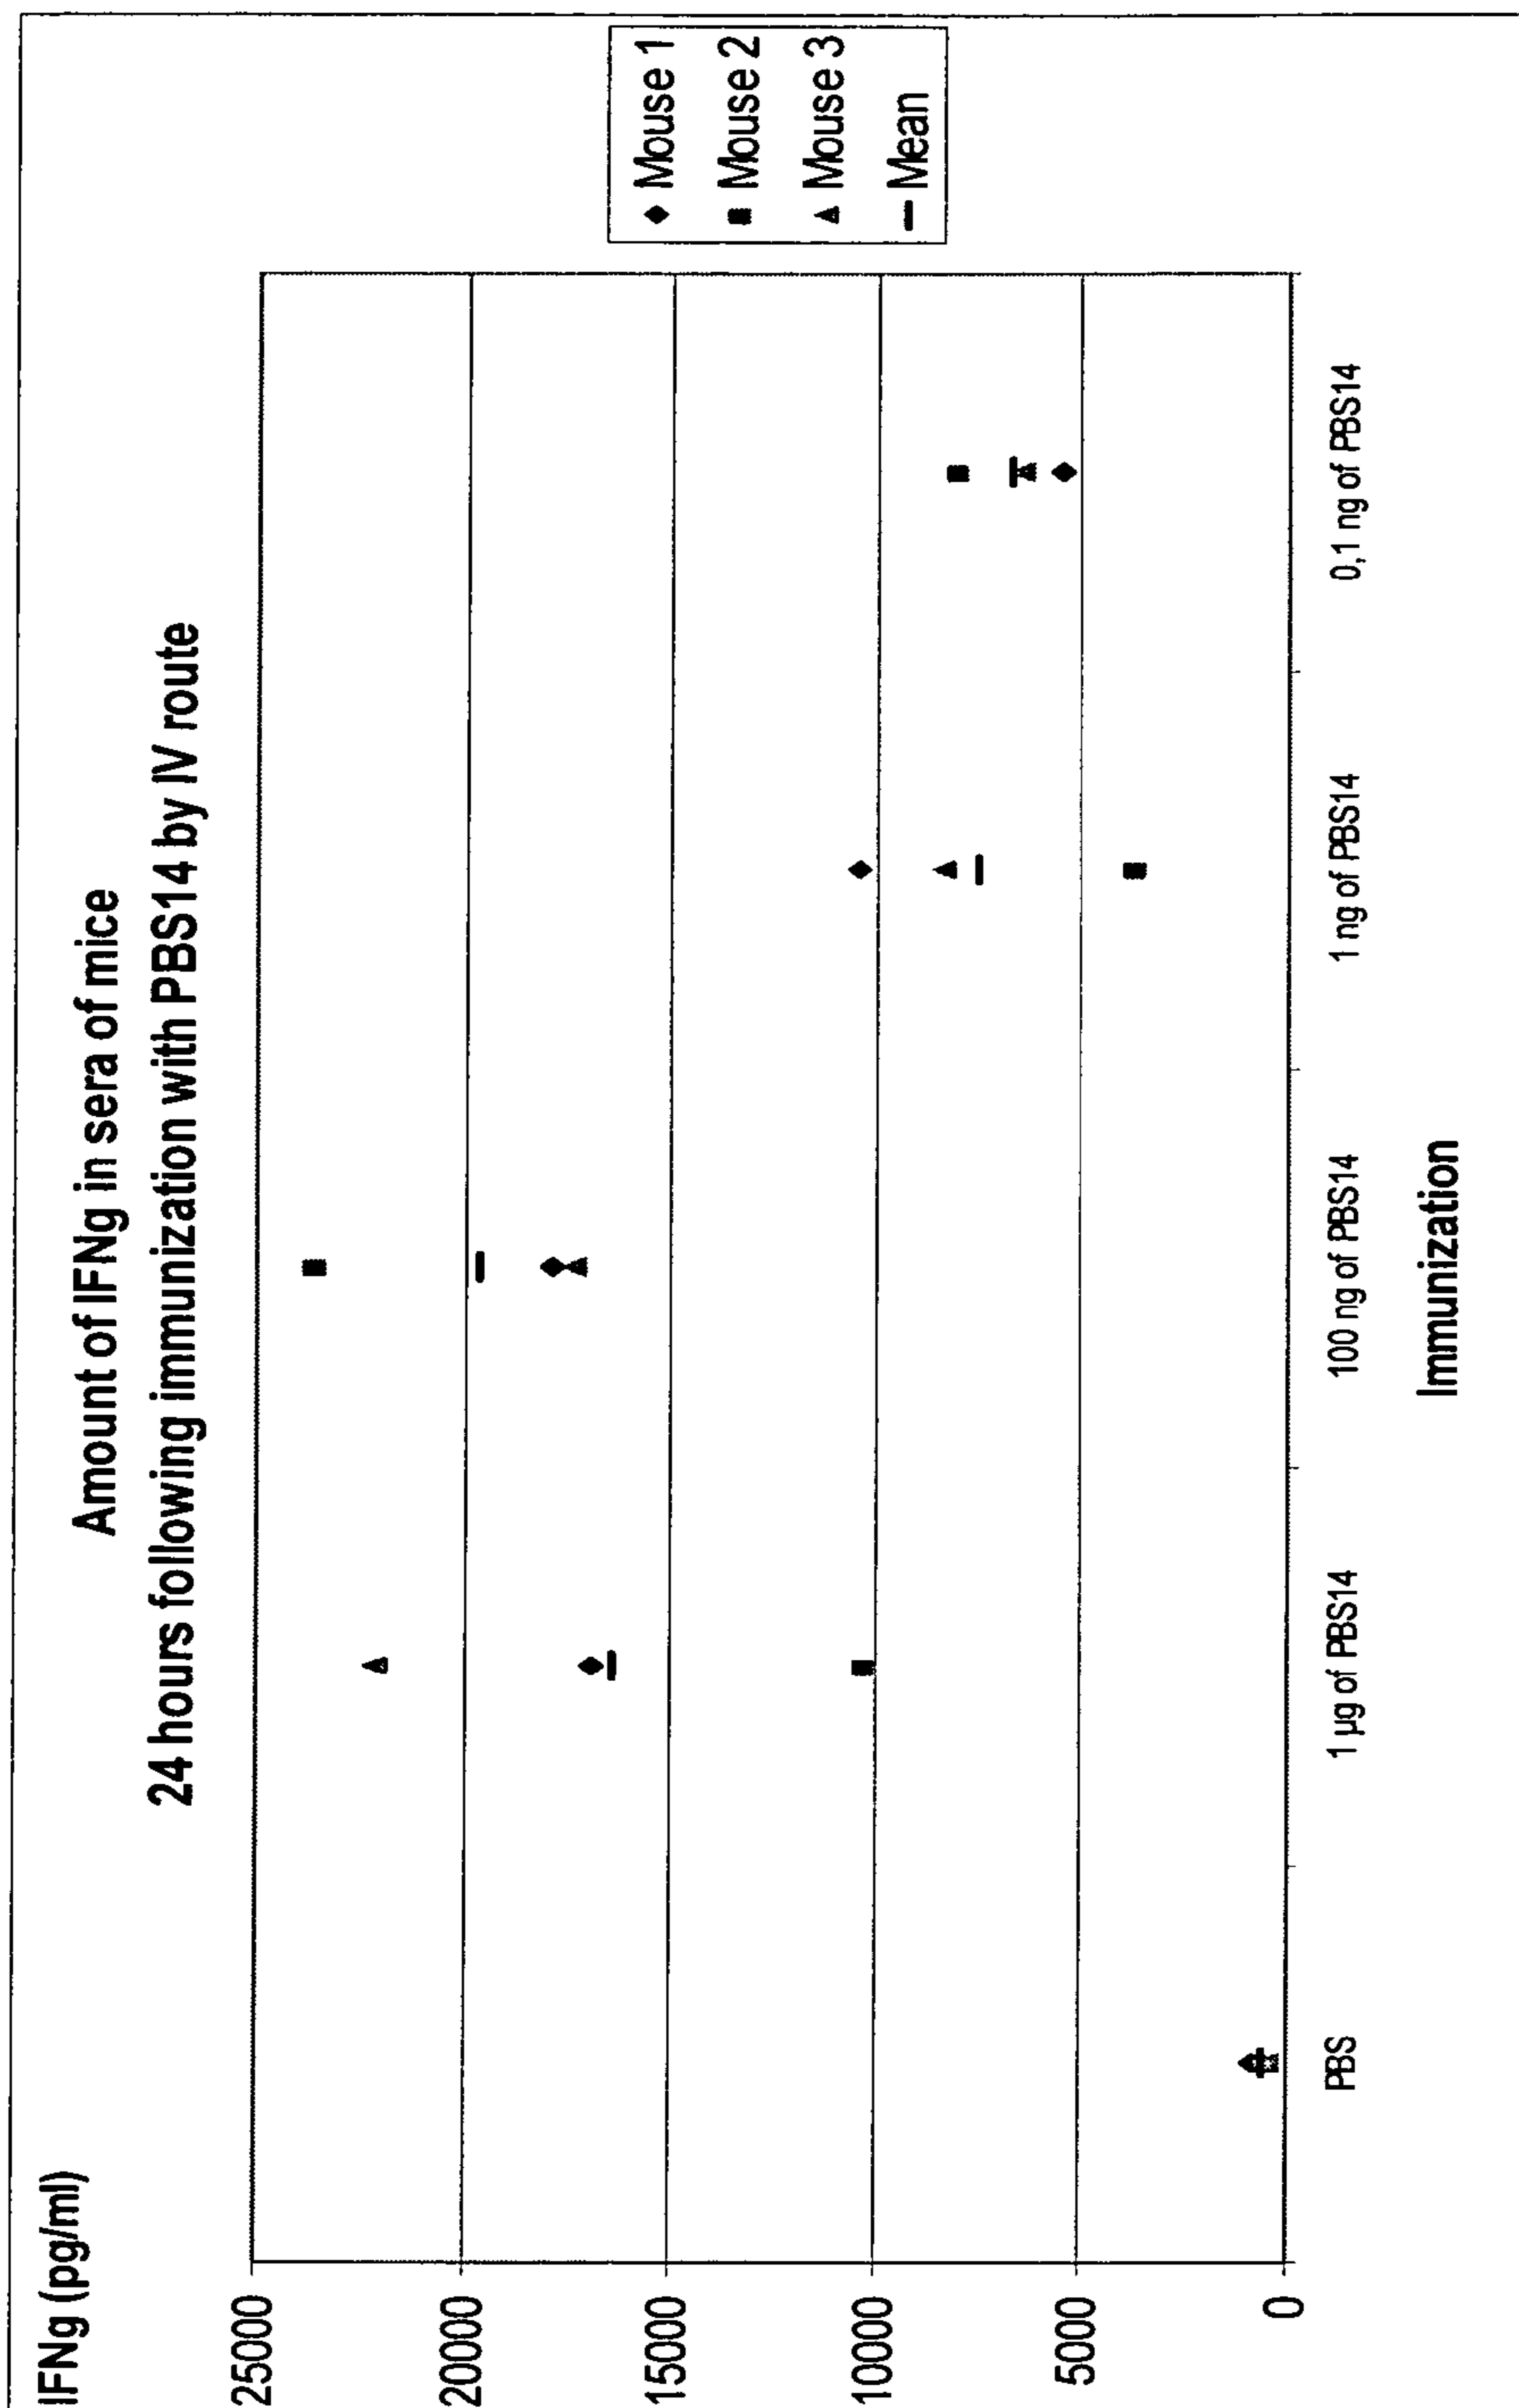 Amount of IFNg in sera of mice
24 hours following immunization with PBS14 by IV route
IFNg (pg/ml)
25000
20000
15000
10000
5000
0
PBS
1 µg of PBS14
100 ng of PBS14
1 ng of PBS14
0,1 ng of PBS14
Immunization
Mouse 1
Mouse 2
Mouse 3
Mean